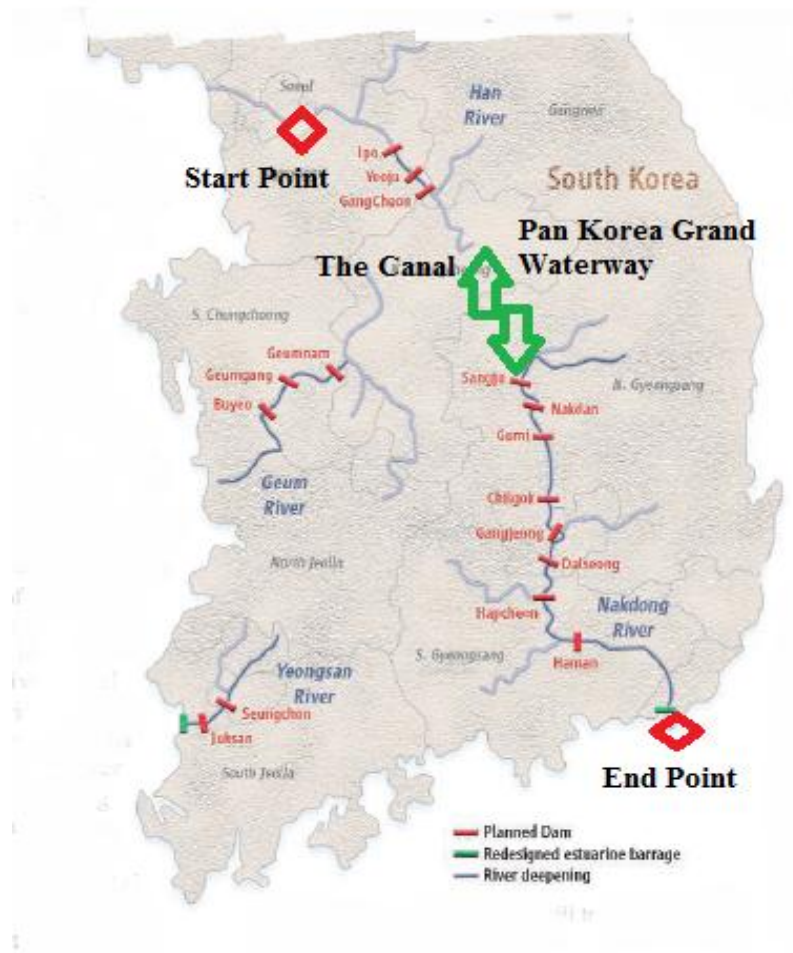 Seoul
Han
River
Gangwon
Ipo
Yeoju
GangCheon
Start Point
South Korea
Pan Korea Grand
Waterway
The Canal
S. Chungcheong
Geumnam
Geumgang
Buyeo
Sangju
N. Gyeongsang
Nakdan
Gumi
Geum
River
Chilgok
Gangjeong
North Jeolla
Dalseong
Hapcheon
Nakdong
River
S. Gyeongsang
Haman
Yeongsan
River
Seungchon
Juksan
South Jeolla
End Point
Planned Dam
Redesigned estuarine barrage
River deepening